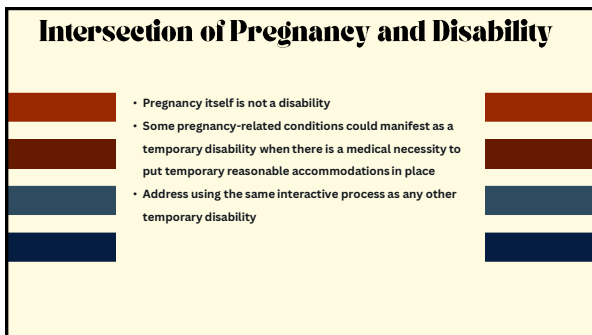 Intersection of Pregnancy and Disability
• Pregnancy itself is not a disability
• Some pregnancy-related conditions could manifest as a
temporary disability when there is a medical necessity to
put temporary reasonable accommodations in place
• Address using the same interactive process as any other
temporary disability